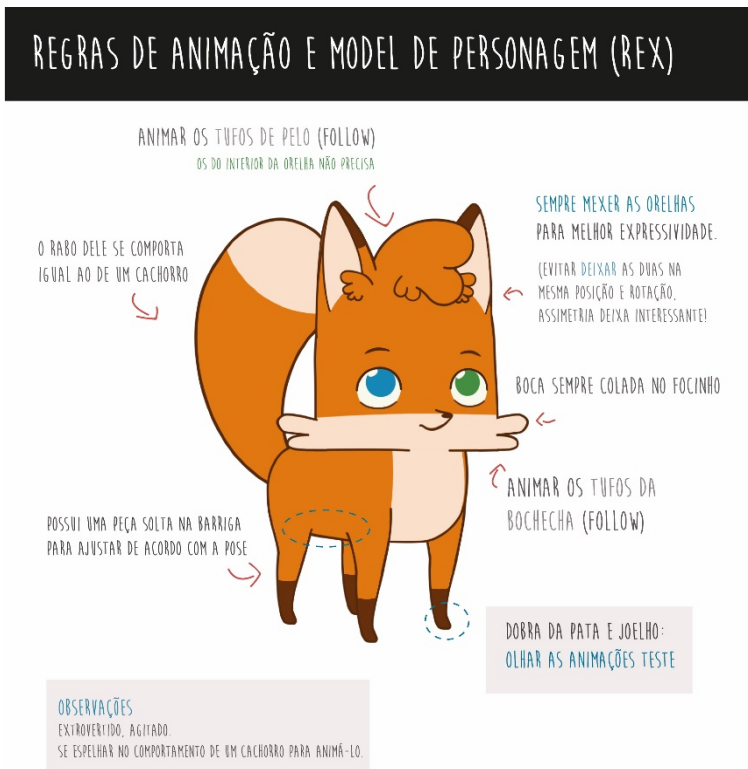 REGRAS DE ANIMAÇÃO E MODEL DE PERSONAGEM (REX)
ANIMAR OS TUFOS DE PELO (FOLLOW)
OS DO INTERIOR DA ORELHA NÃO PRECISA
SEMPRE MEXER AS ORELHAS
PARA MELHOR EXPRESSIVIDADE.
(EVITAR DEIXAR AS DUAS NA
MESMA POSIÇÃO E ROTAÇÃO,
ASSIMETRIA DEIXA INTERESSANTE!
O RABO DELE SE COMPORTA
IGUAL AO DE UM CACHORRO
BOCA SEMPRE COLADA NO FOCINHO
ANIMAR OS TUFOS DA
BOCHECHA (FOLLOW)
POSSUI UMA PEÇA SOLTA NA BARRIGA
PARA AJUSTAR DE ACORDO COM A POSE
DOBRA DA PATA E JOELHO:
OLHAR AS ANIMAÇÕES TESTE
OBSERVAÇÕES
EXTROVERTIDO, AGITADO.
SE ESPELHAR NO COMPORTAMENTO DE UM CACHORRO PARA ANIMÁ-LO.